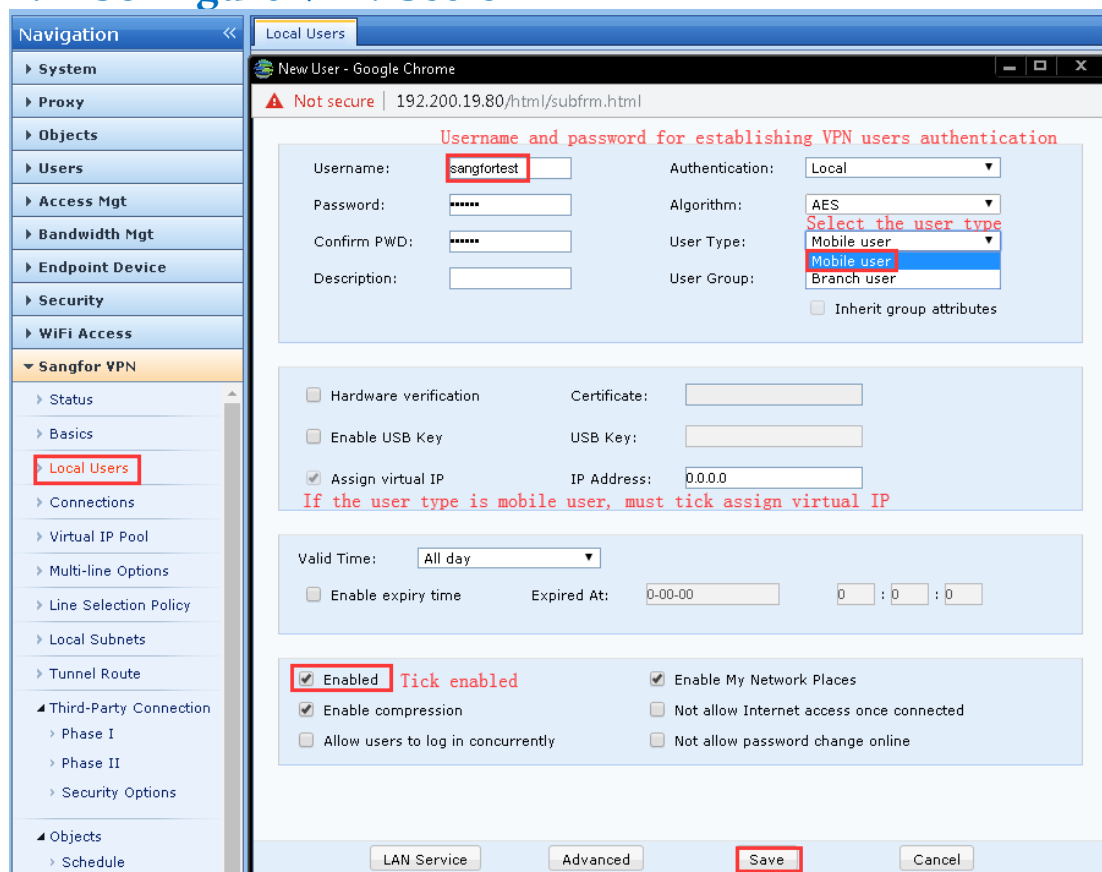 Navigation «
System
Proxy
Objects
Users
Access Mgt
Bandwidth Mgt
Endpoint Device
Security
WiFi Access
Sangfor VPN
Status
Basics
Local Users
Connections
Virtual IP Pool
Multi-line Options
Line Selection Policy
Local Subnets
Tunnel Route
Third-Party Connection
Phase I
Phase II
Security Options
Objects
Schedule
Local Users
New User - Google Chrome
Not secure | 192.200.19.80/html/subfrm.html
Username and password for establishing VPN users authentication
Username: sangfortest Authentication: Local
Password: •••••• Algorithm: AES
Select the user type
Confirm PWD: •••••• User Type: Mobile user
Mobile user
Description: User Group: Branch user
Inherit group attributes
Hardware verification Certificate:
Enable USB Key USB Key:
Assign virtual IP IP Address: 0.0.0.0
If the user type is mobile user, must tick assign virtual IP
Valid Time: All day
Enable expiry time Expired At: 0-00-00 0 : 0 : 0
Enabled Tick enabled Enable My Network Places
Enable compression Not allow Internet access once connected
Allow users to log in concurrently Not allow password change online
LAN Service Advanced Save Cancel